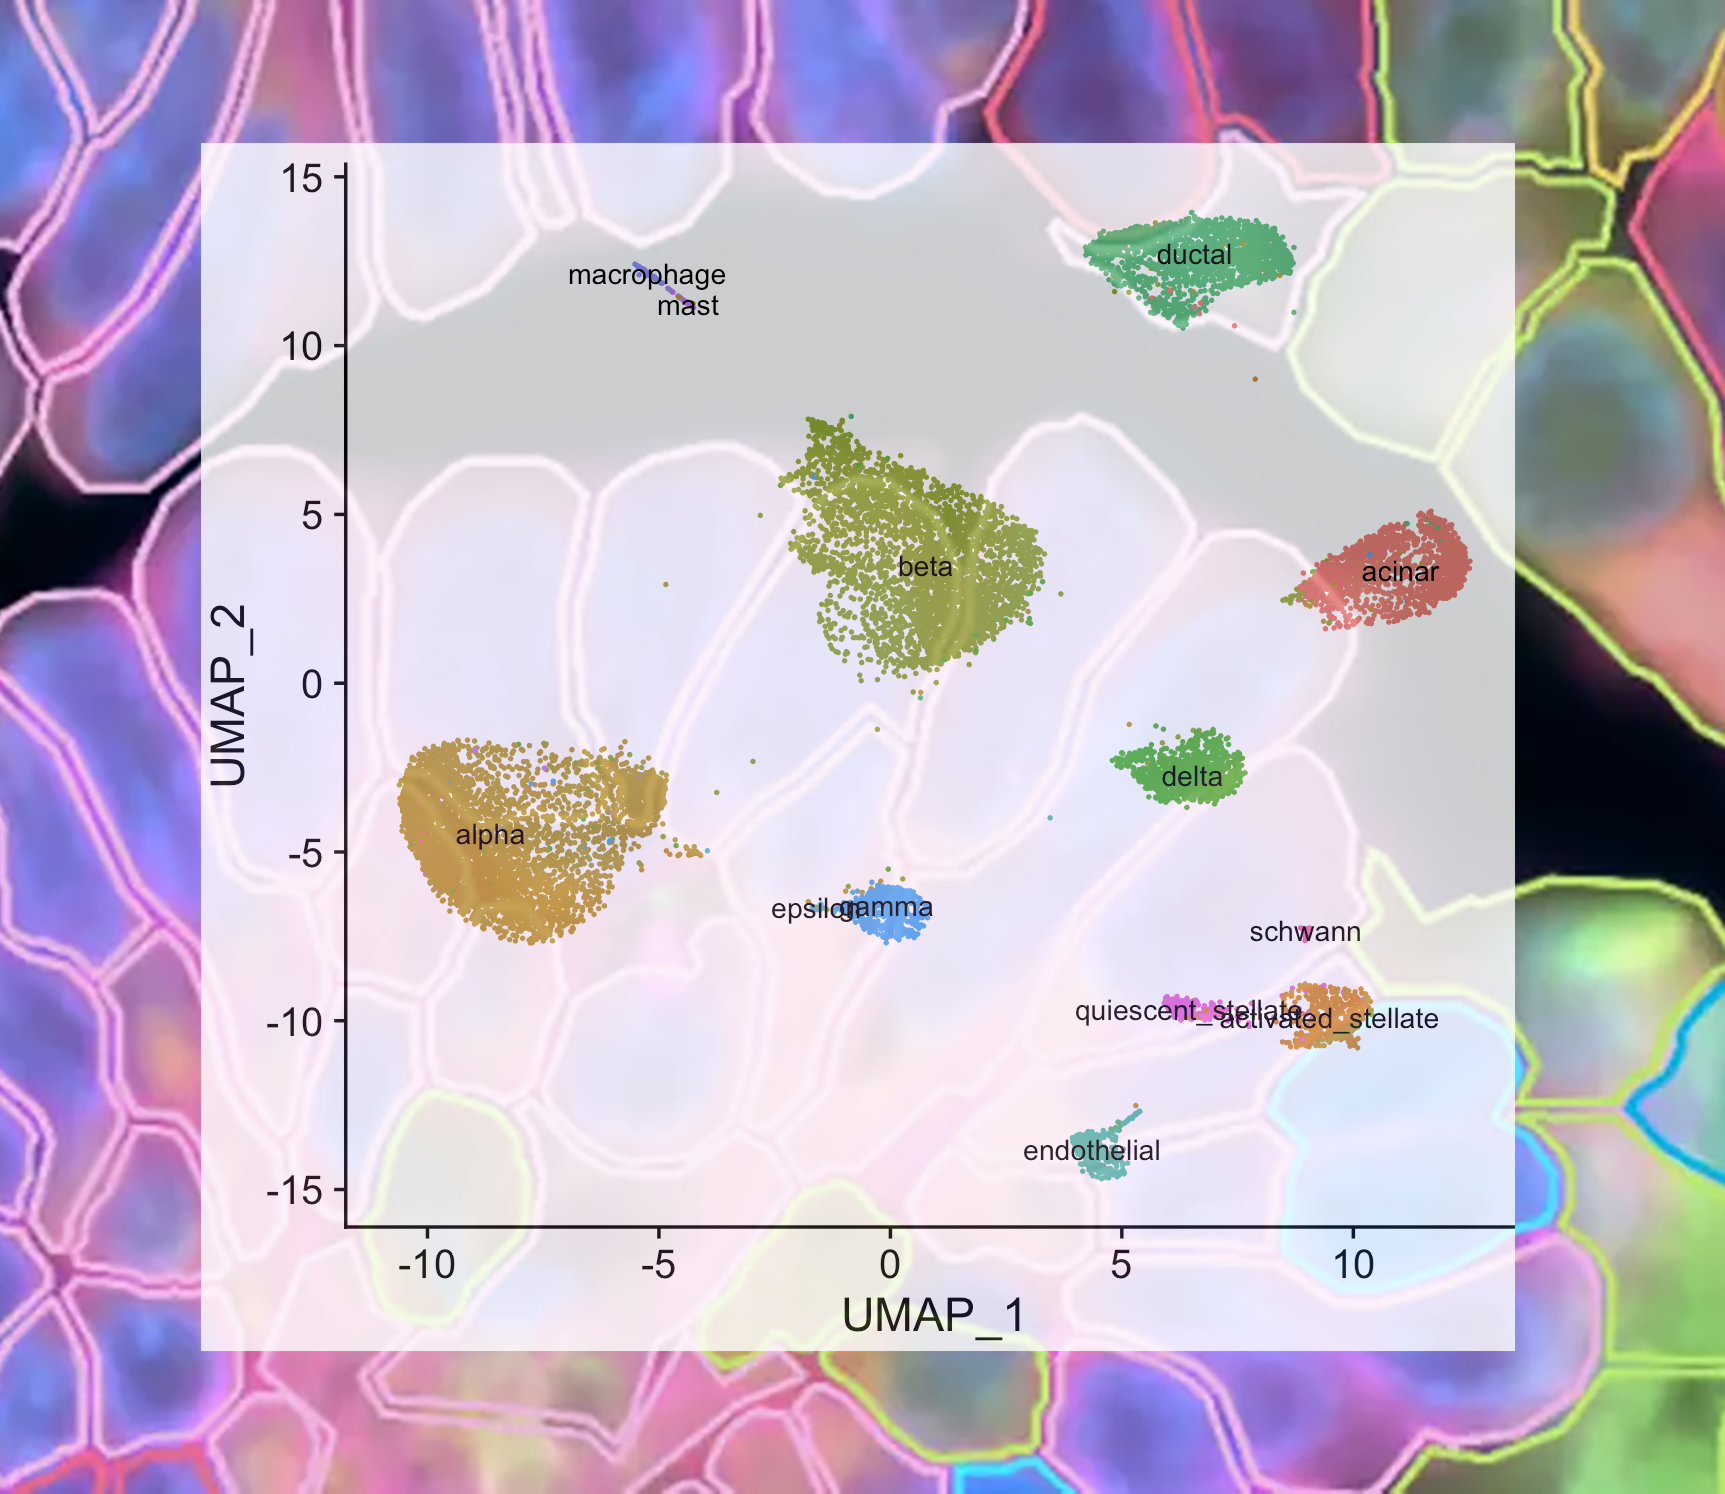 15
10
5
0
-5
-10
-15
UMAP_2
macrophage
mast
ductal
beta
acinar
delta
alpha
epsilon
gamma
schwann
quiescent_stellate
activated_stellate
endothelial
-10
-5
0
5
10
UMAP_1